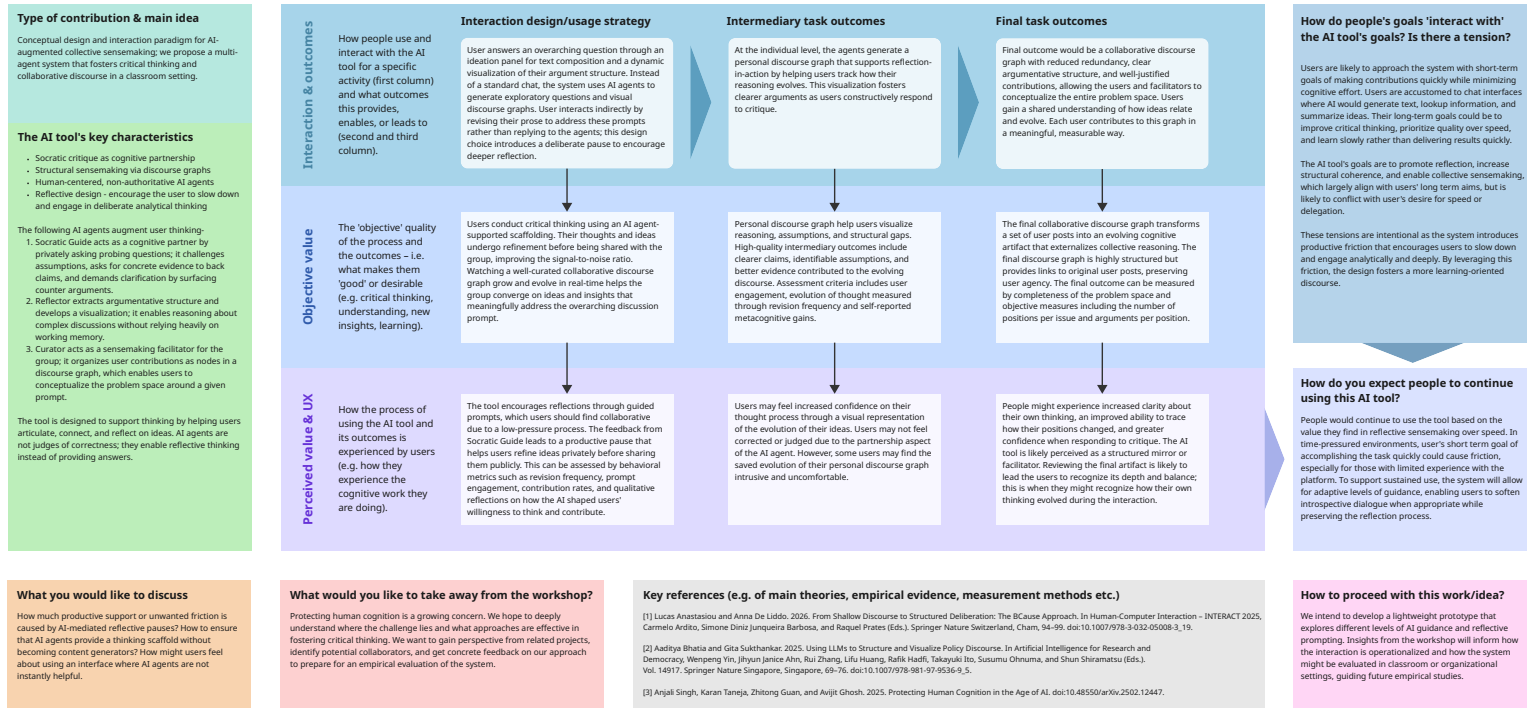 Type of contribution & main idea
Conceptual design and interaction paradigm for AI-
augmented collective sensemaking; we propose a multi-
agent system that fosters critical thinking and
collaborative discourse in a classroom setting.
The AI tool's key characteristics
• Socratic critique as cognitive partnership
• Structural sensemaking via discourse graphs
• Human-centered, non-authoritative AI agents
• Reflective design - encourage the user to slow down
and engage in deliberate analytical thinking
The following AI agents augment user thinking-
1. Socratic Guide acts as a cognitive partner by
privately asking probing questions; it challenges
assumptions, asks for concrete evidence to back
claims, and demands clarification by surfacing
counter arguments.
2. Reflector extracts argumentative structure and
develops a visualization; it enables reasoning about
complex discussions without relying heavily on
working memory.
3. Curator acts as a sensemaking facilitator for the
group; it organizes user contributions as nodes in a
discourse graph, which enables users to
conceptualize the problem space around a given
prompt.
The tool is designed to support thinking by helping users
articulate, connect, and reflect on ideas. AI agents are
not judges of correctness; they enable reflective thinking
instead of providing answers.
Interaction & outcomes
How people use and
interact with the AI
tool for a specific
activity (first column)
and what outcomes
this provides,
enables, or leads to
(second and third
column).
Interaction design/usage strategy
User answers an overarching question through an
ideation panel for text composition and a dynamic
visualization of their argument structure. Instead
of a standard chat, the system uses AI agents to
generate exploratory questions and visual
discourse graphs. User interacts indirectly by
revising their prose to address these prompts
rather than replying to the agents; this design
choice introduces a deliberate pause to encourage
deeper reflection.
Intermediary task outcomes
At the individual level, the agents generate a
personal discourse graph that supports reflection-
in-action by helping users track how their
reasoning evolves. This visualization fosters
clearer arguments as users constructively respond
to critique.
Final task outcomes
Final outcome would be a collaborative discourse
graph with reduced redundancy, clear
argumentative structure, and well-justified
contributions, allowing the users and facilitators to
conceptualize the entire problem space. Users
gain a shared understanding of how ideas relate
and evolve. Each user contributes to this graph in
a meaningful, measurable way.
Objective value
The 'objective' quality
of the process and
the outcomes – i.e.
what makes them
'good' or desirable
(e.g. critical thinking,
understanding, new
insights, learning).
Users conduct critical thinking using an AI agent-
supported scaffolding. Their thoughts and ideas
undergo refinement before being shared with the
group, improving the signal-to-noise ratio.
Watching a well-curated collaborative discourse
graph grow and evolve in real-time helps the
group converge on ideas and insights that
meaningfully address the overarching discussion
prompt.
Personal discourse graph help users visualize
reasoning, assumptions, and structural gaps.
High-quality intermediary outcomes include
clearer claims, identifiable assumptions, and
better evidence contributed to the evolving
discourse. Assessment criteria includes user
engagement, evolution of thought measured
through revision frequency and self-reported
metacognitive gains.
The final collaborative discourse graph transforms
a set of user posts into an evolving cognitive
artifact that externalizes collective reasoning. The
final discourse graph is highly structured but
provides links to original user posts, preserving
user agency. The final outcome can be measured
by completeness of the problem space and
objective measures including the number of
positions per issue and arguments per position.
Perceived value & UX
How the process of
using the AI tool and
its outcomes is
experienced by users
(e.g. how they
experience the
cognitive work they
are doing).
The tool encourages reflections through guided
prompts, which users should find collaborative
due to a low-pressure process. The feedback from
Socratic Guide leads to a productive pause that
helps users refine ideas privately before sharing
them publicly. This can be assessed by behavioral
metrics such as revision frequency, prompt
engagement, contribution rates, and qualitative
reflections on how the AI shaped users'
willingness to think and contribute.
Users may feel increased confidence on their
thought process through a visual representation
of the evolution of their ideas. Users may not feel
corrected or judged due to the partnership aspect
of the AI agent. However, some users may find the
saved evolution of their personal discourse graph
intrusive and uncomfortable.
People might experience increased clarity about
their own thinking, an improved ability to trace
how their positions changed, and greater
confidence when responding to critique. The AI
tool is likely perceived as a structured mirror or
facilitator. Reviewing the final artifact is likely to
lead the users to recognize its depth and balance;
this is when they might recognize how their own
thinking evolved during the interaction.
How do people's goals 'interact with'
the AI tool's goals? Is there a tension?
Users are likely to approach the system with short-term
goals of making contributions quickly while minimizing
cognitive effort. Users are accustomed to chat interfaces
where AI would generate text, lookup information, and
summarize ideas. Their long-term goals could be to
improve critical thinking, prioritize quality over speed,
and learn slowly rather than delivering results quickly.
The AI tool's goals are to promote reflection, increase
structural coherence, and enable collective sensemaking,
which largely align with users' long term aims, but is
likely to conflict with user's desire for speed or
delegation.
These tensions are intentional as the system introduces
productive friction that encourages users to slow down
and engage analytically and deeply. By leveraging this
friction, the design fosters a more learning-oriented
discourse.
How do you expect people to continue
using this AI tool?
People would continue to use the tool based on the
value they find in reflective sensemaking over speed. In
time-pressured environments, user's short term goal of
accomplishing the task quickly could cause friction,
especially for those with limited experience with the
platform. To support sustained use, the system will allow
for adaptive levels of guidance, enabling users to soften
introspective dialogue when appropriate while
preserving the reflection process.
What you would like to discuss
How much productive support or unwanted friction is
caused by AI-mediated reflective pauses? How to ensure
that AI agents provide a thinking scaffold without
becoming content generators? How might users feel
about using an interface where AI agents are not
instantly helpful.
What would you like to take away from the workshop?
Protecting human cognition is a growing concern. We hope to deeply
understand where the challenge lies and what approaches are effective in
fostering critical thinking. We want to gain perspective from related projects,
identify potential collaborators, and get concrete feedback on our approach
to prepare for an empirical evaluation of the system.
Key references (e.g. of main theories, empirical evidence, measurement methods etc.)
[1] Lucas Anastasiou and Anna De Liddo. 2026. From Shallow Discourse to Structured Deliberation: The BCause Approach. In Human-Computer Interaction – INTERACT 2025,
Carmelo Ardito, Simone Diniz Junqueira Barbosa, and Raquel Prates (Eds.). Springer Nature Switzerland, Cham, 94–99. doi:10.1007/978-3-032-05008-3_19.
[2] Aaditya Bhatia and Gita Sukthankar. 2025. Using LLMs to Structure and Visualize Policy Discourse. In Artificial Intelligence for Research and
Democracy, Wenpeng Yin, Jihyun Janice Ahn, Rui Zhang, Lifu Huang, Rafik Hadfi, Takayuki Ito, Susumu Ohnuma, and Shun Shiramatsu (Eds.).
Vol. 14917. Springer Nature Singapore, Singapore, 69–76. doi:10.1007/978-981-97-9536-9_5.
[3] Anjali Singh, Karan Taneja, Zhitong Guan, and Avijit Ghosh. 2025. Protecting Human Cognition in the Age of AI. doi:10.48550/arXiv.2502.12447.
How to proceed with this work/idea?
We intend to develop a lightweight prototype that
explores different levels of AI guidance and reflective
prompting. Insights from the workshop will inform how
the interaction is operationalized and how the system
might be evaluated in classroom or organizational
settings, guiding future empirical studies.